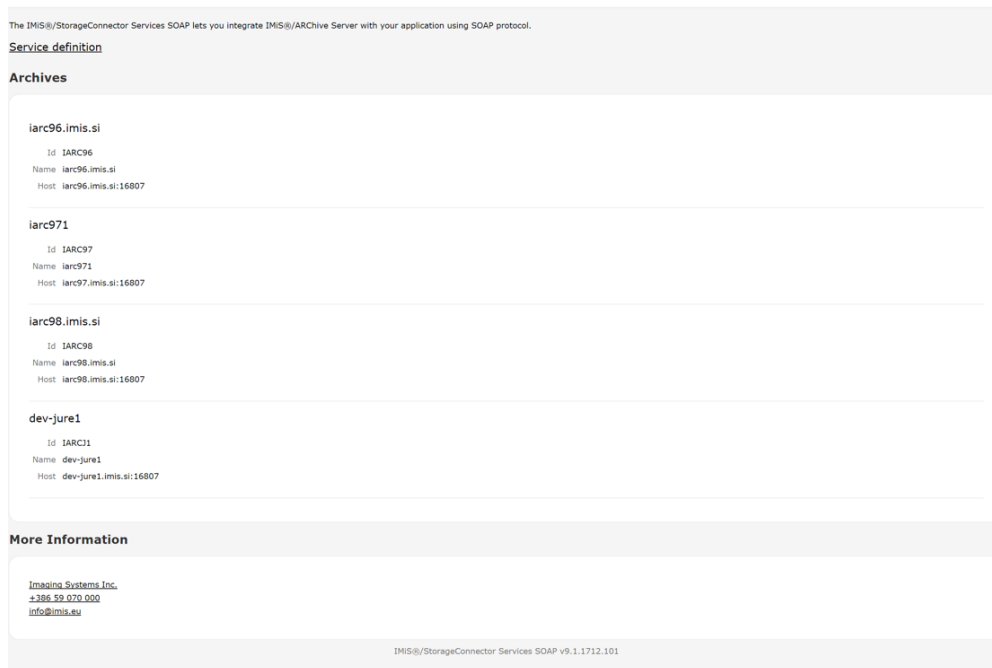 The IMiS®/StorageConnector Services SOAP lets you integrate IMiS®/ARChive Server with your application using SOAP protocol.
Service definition
Archives
iarc96.imis.si
Id IARC96
Name iarc96.imis.si
Host iarc96.imis.si:16807
iarc971
Id IARC97
Name iarc971
Host iarc97.imis.si:16807
iarc98.imis.si
Id IARC98
Name iarc98.imis.si
Host iarc98.imis.si:16807
dev-jure1
Id IARCJ1
Name dev-jure1
Host dev-jure1.imis.si:16807
More Information
Imaging Systems Inc.
+386 59 070 000
info@imis.eu
IMiS®/StorageConnector Services SOAP v9.1.1712.101